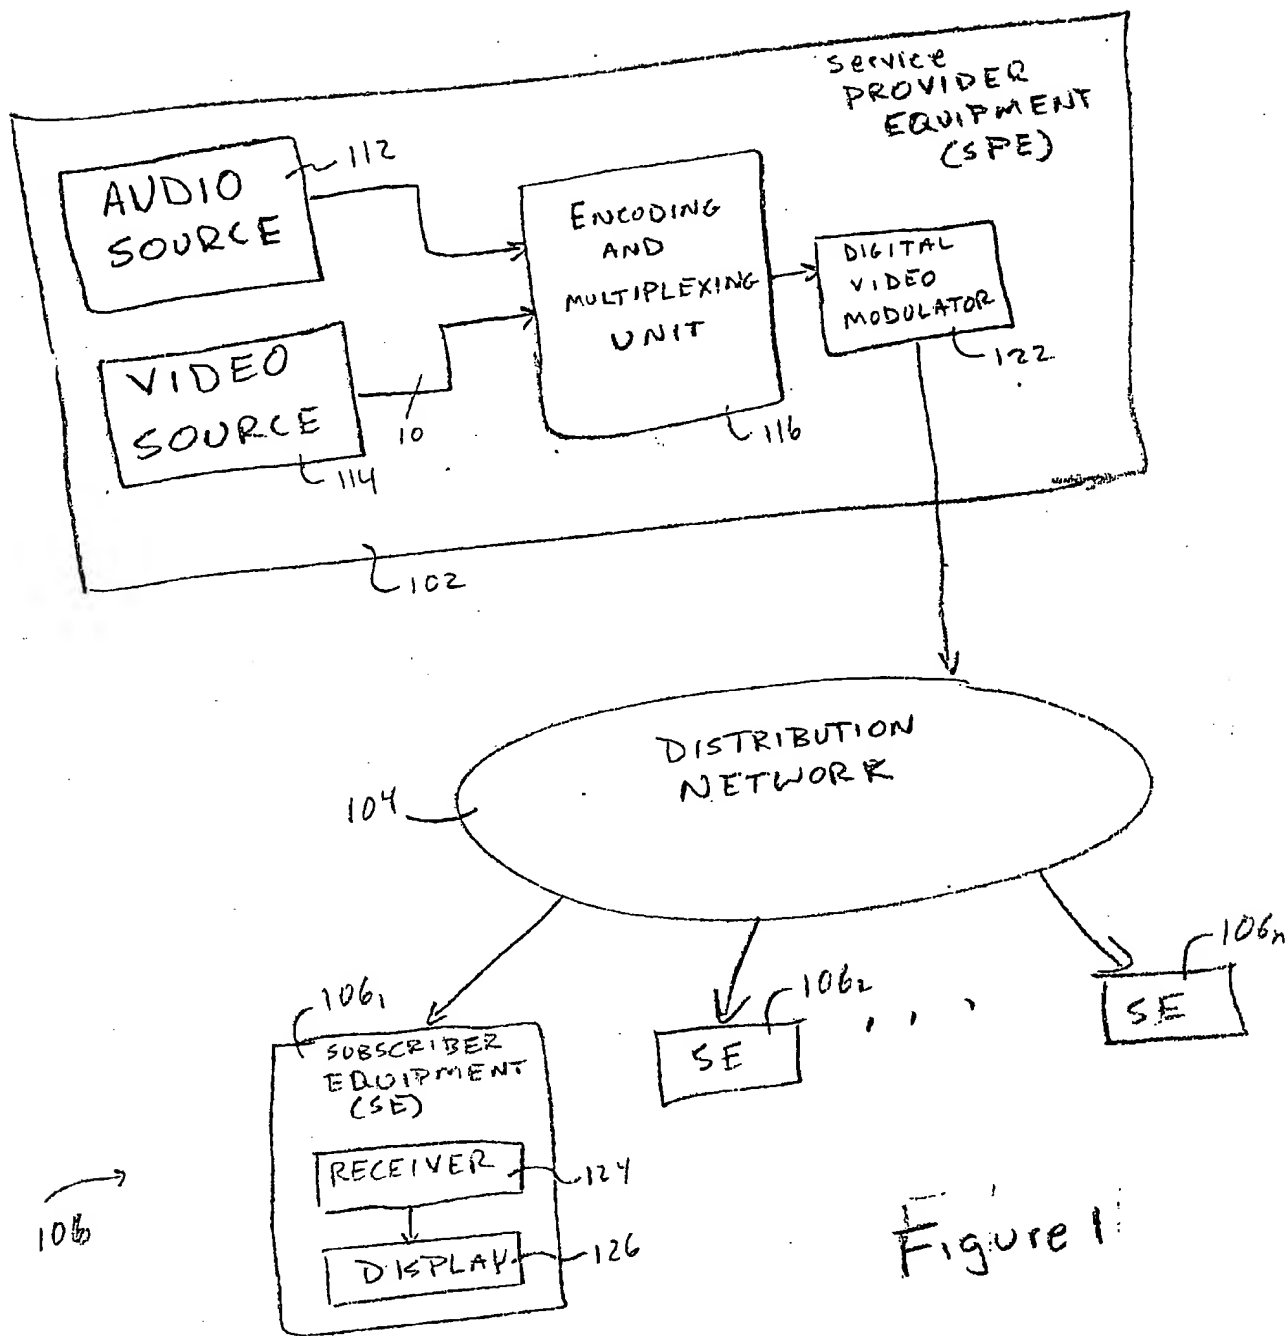 Service
PROVIDER
EQUIPMENT
(SPE)
112
AUDIO
SOURCE
ENCODING
AND
MULTIPLEXING
UNIT
DIGITAL
VIDEO
MODULATOR
122
VIDEO
SOURCE
10
116
114
102
DISTRIBUTION
NETWORK
104
106₁
SUBSCRIBER
EQUIPMENT
(SE)
106₂
SE
...
106n
SE
RECEIVER
124
DISPLAY
126
106
Figure 1